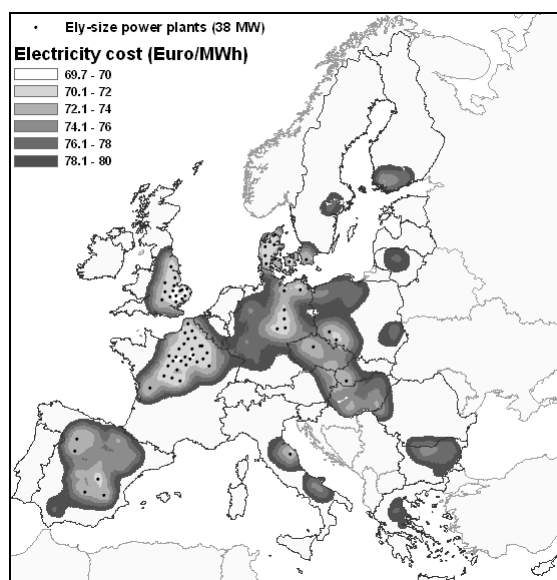 Ely-size power plants (38 MW)
Electricity cost (Euro/MWh)
69.7 - 70
70.1 - 72
72.1 - 74
74.1 - 76
76.1 - 78
78.1 - 80